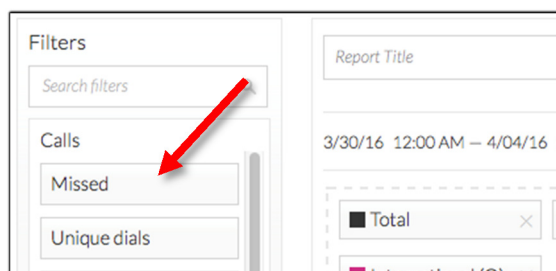 Filters
Search filters
Calls
Missed
Unique dials
Report Title
3/30/16 12:00 AM — 4/04/16
Total